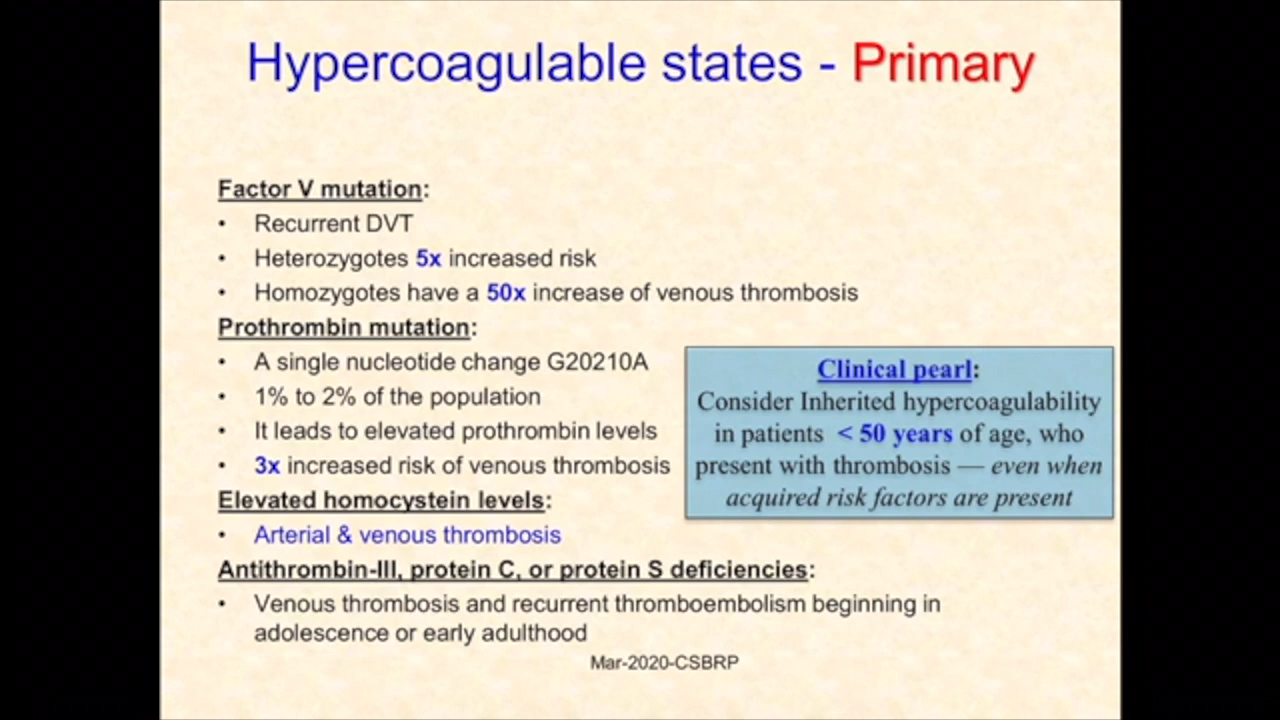 Hypercoagulable states - Primary
Factor V mutation:
• Recurrent DVT
• Heterozygotes 5x increased risk
• Homozygotes have a 50x increase of venous thrombosis
Prothrombin mutation:
• A single nucleotide change G20210A
• 1% to 2% of the population
• It leads to elevated prothrombin levels
• 3x increased risk of venous thrombosis
Elevated homocystein levels:
• Arterial & venous thrombosis
Antithrombin-III, protein C, or protein S deficiencies:
• Venous thrombosis and recurrent thromboembolism beginning in
adolescence or early adulthood
Clinical pearl:
Consider Inherited hypercoagulability
in patients < 50 years of age, who
present with thrombosis — even when
acquired risk factors are present
Mar-2020-CSBRP